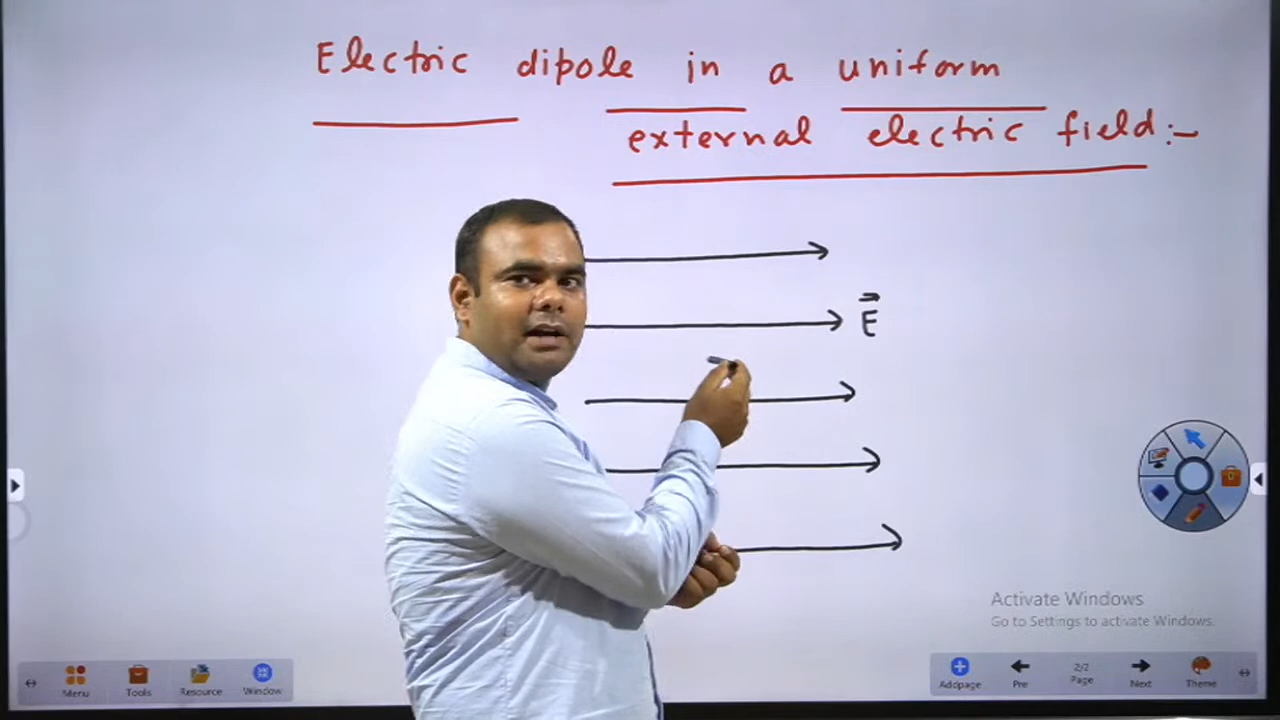 Electric dipole in a uniform
external electric field :-
E
Activate Windows
Go to Settings to activate Windows.
Menu
Tools
Resource
Window
Addpage
Pre
2/2
Page
Next
Theme